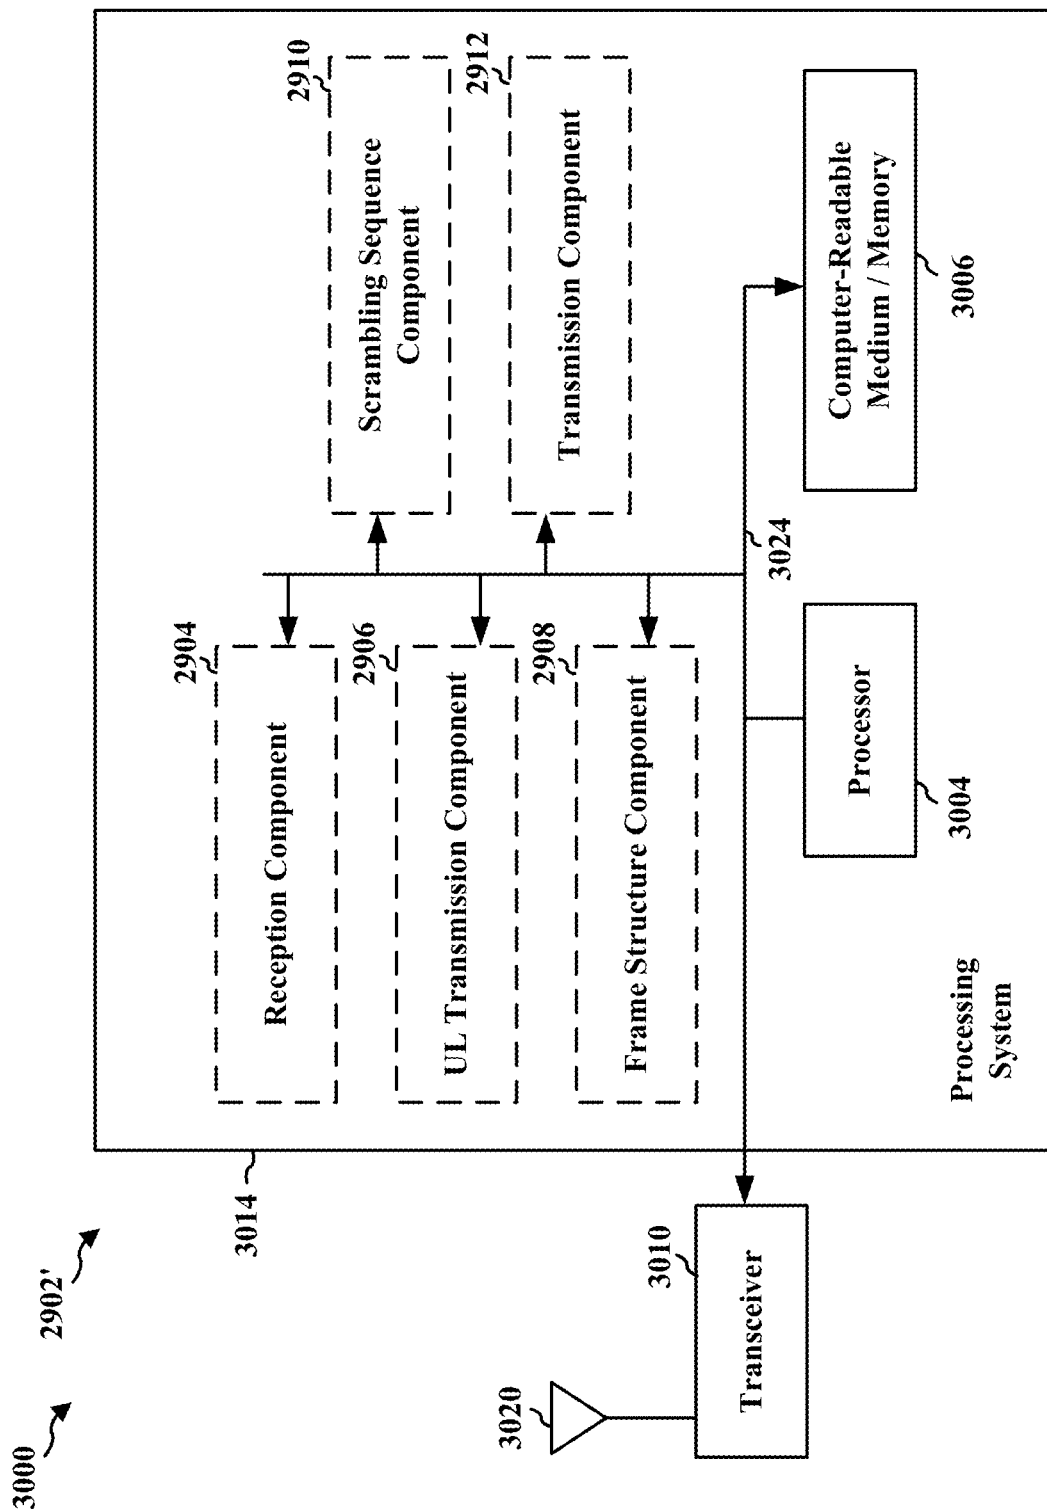 3000
2902'
3014
2904
Reception Component
2906
UL Transmission Component
2908
Frame Structure Component
2910
Scrambling Sequence
Component
2912
Transmission Component
3020
3010
Transceiver
3024
Processor
3004
Computer-Readable
Medium / Memory
3006
Processing
System